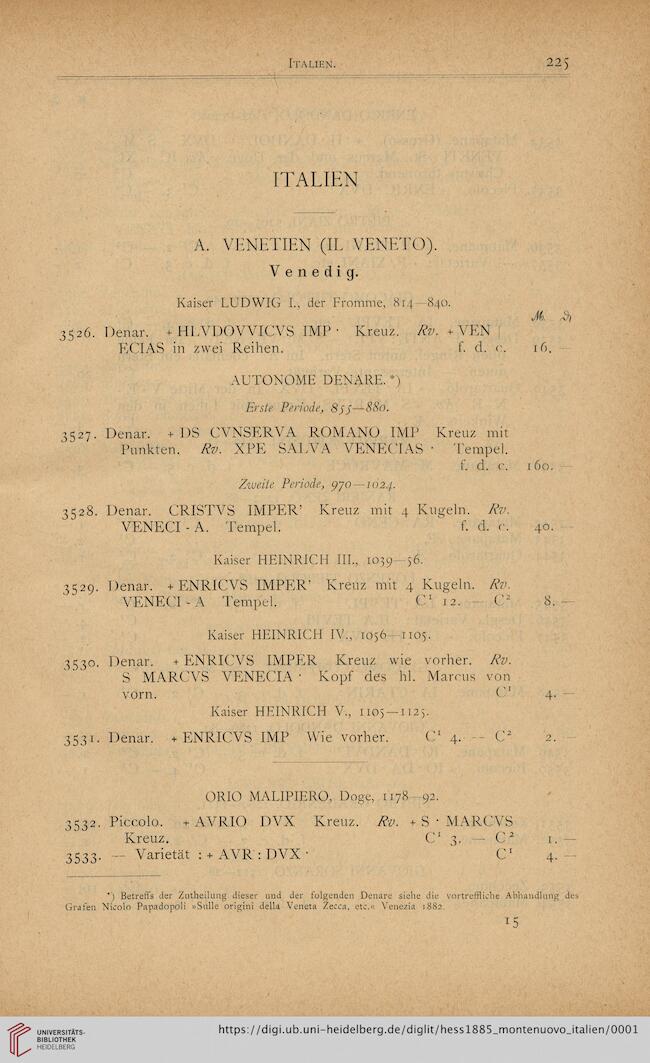 Italien. 225
ITALIEN
A. VENETIEN (IL VENETO).
Venedig.
Kaiser LUDWIG I., der Fromme, 814—840.
M. ₰
3526. Denar. + HLVDOVVICVS IMP · Kreuz. Rv. + VEN |
ECIAS in zwei Reihen. f. d. c. 16. —
AUTONOME DENARE.*)
Erste Periode, 855—880.
3527. Denar. + DS CVNSERVA ROMANO IMP Kreuz mit
Punkten. Rv. XPE SALVA VENECIAS · Tempel.
f. d. c. 160. —
Zweite Periode, 970—1024.
3528. Denar. CRISTVS IMPER' Kreuz mit 4 Kugeln. Rv.
VENECI - A. Tempel. f. d. c. 40. —
Kaiser HEINRICH III., 1039—56.
3529. Denar. + ENRICVS IMPER' Kreuz mit 4 Kugeln. Rv.
VENECI - A Tempel. C¹ 12. — C² 8. —
Kaiser HEINRICH IV., 1056—1105.
3530. Denar. + ENRICVS IMPER Kreuz wie vorher. Rv.
S MARCVS VENECIA · Kopf des hl. Marcus von
vorn. C¹ 4. —
Kaiser HEINRICH V., 1105—1125.
3531. Denar. + ENRICVS IMP Wie vorher. C¹ 4. — C² 2. —
ORIO MALIPIERO, Doge, 1178—92.
3532. Piccolo. + AVRIO DVX Kreuz. Rv. + S · MARCVS
Kreuz. C¹ 3. — C² 1. —
3533. — Varietät : + AVR : DVX · C¹ 4. —
*) Betreffs der Zutheilung dieser und der folgenden Denare siehe die vortreffliche Abhandlung des
Grafen Nicolo Papadopoli »Sulle origini della Veneta Zecca, etc.« Venezia 1882.
15
UNIVERSITÄTS-
BIBLIOTHEK
HEIDELBERG
https://digi.ub.uni-heidelberg.de/diglit/hess1885_montenuovo_italien/0001